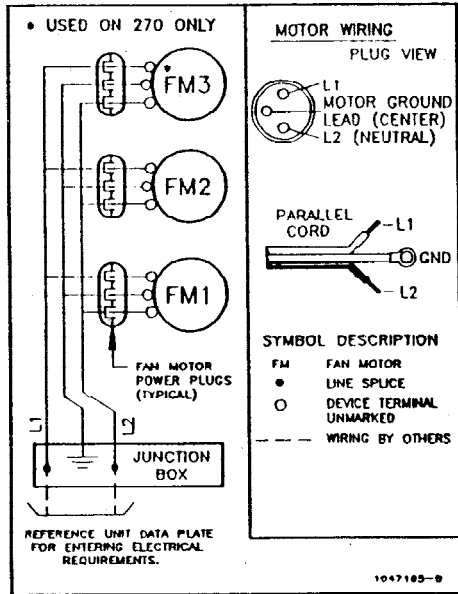 • USED ON 270 ONLY
FM3
FM2
FM1
FAN MOTOR
POWER PLUGS
(TYPICAL)
L1
L2
JUNCTION
BOX
REFERENCE UNIT DATA PLATE
FOR ENTERING ELECTRICAL
REQUIREMENTS.
MOTOR WIRING
PLUG VIEW
L1
MOTOR GROUND
LEAD (CENTER)
L2 (NEUTRAL)
PARALLEL
CORD
L1
GND
L2
SYMBOL DESCRIPTION
FM FAN MOTOR
● LINE SPLICE
○ DEVICE TERMINAL
UNMARKED
--- WIRING BY OTHERS